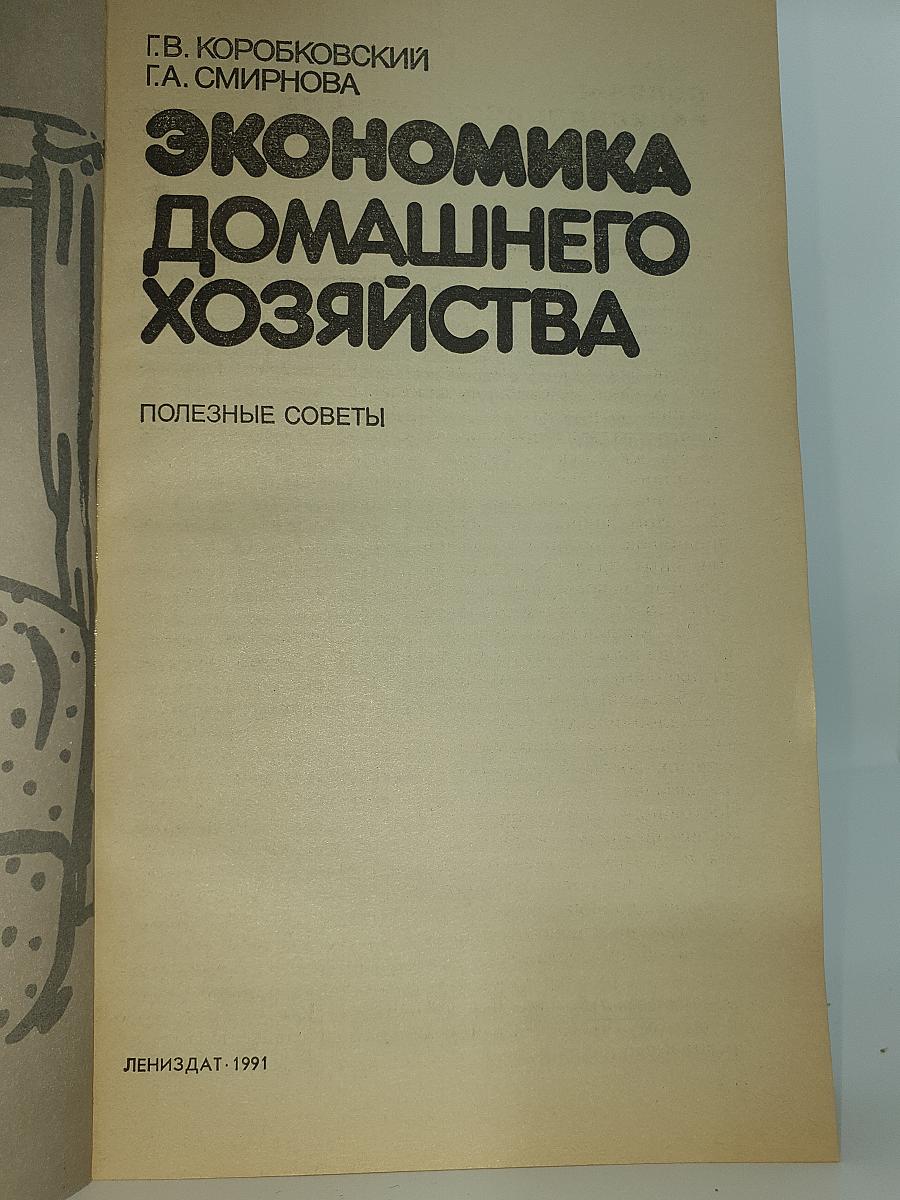 Г.В. КОРОБКОВСКИЙ
Г.А. СМИРНОВА
ЭКОНОМИКА
ДОМАШНЕГО
ХОЗЯЙСТВА
ПОЛЕЗНЫЕ СОВЕТЫ
ЛЕНИЗДАТ·1991